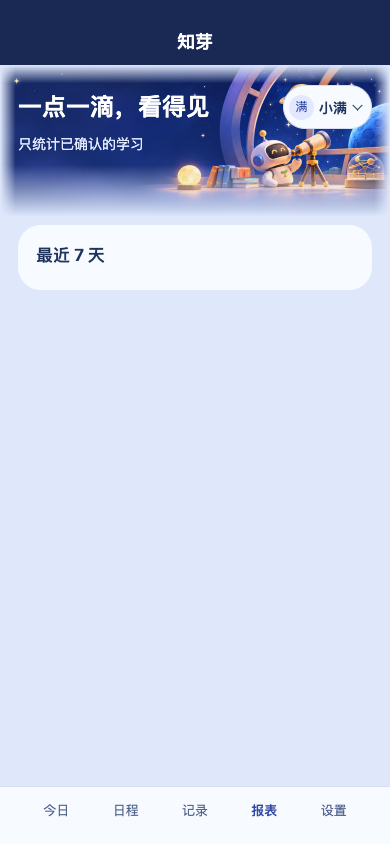 知芽
一点一滴，看得见
满 小满
只统计已确认的学习
最近 7 天
今日 日程 记录 报表 设置